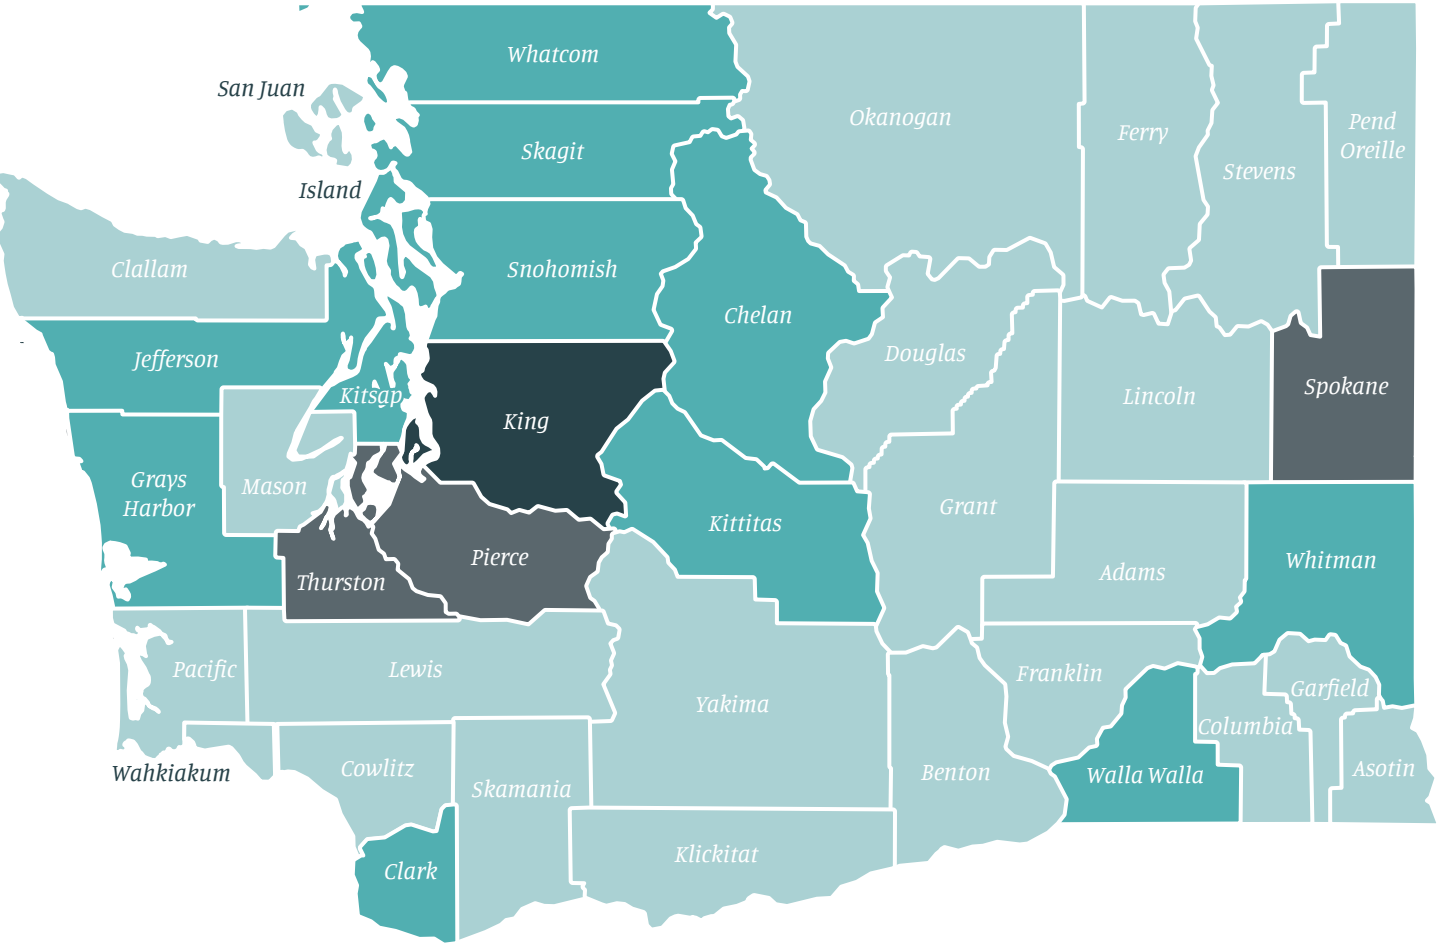 Whatcom
San Juan
Okanogan
Pend
Oreille
Ferry
Skagit
Stevens
Island
Clallam
Snohomish
Chelan
Jefferson
Douglas
Spokane
Kitsap
Lincoln
King
Grays
Harbor
Mason
Grant
Kittitas
Pierce
Whitman
Adams
Thurston
Pacific
Lewis
Franklin
Garfield
Yakima
Columbia
Wahkiakum
Cowlitz
Benton
Walla Walla
Asotin
Skamania
Klickitat
Clark